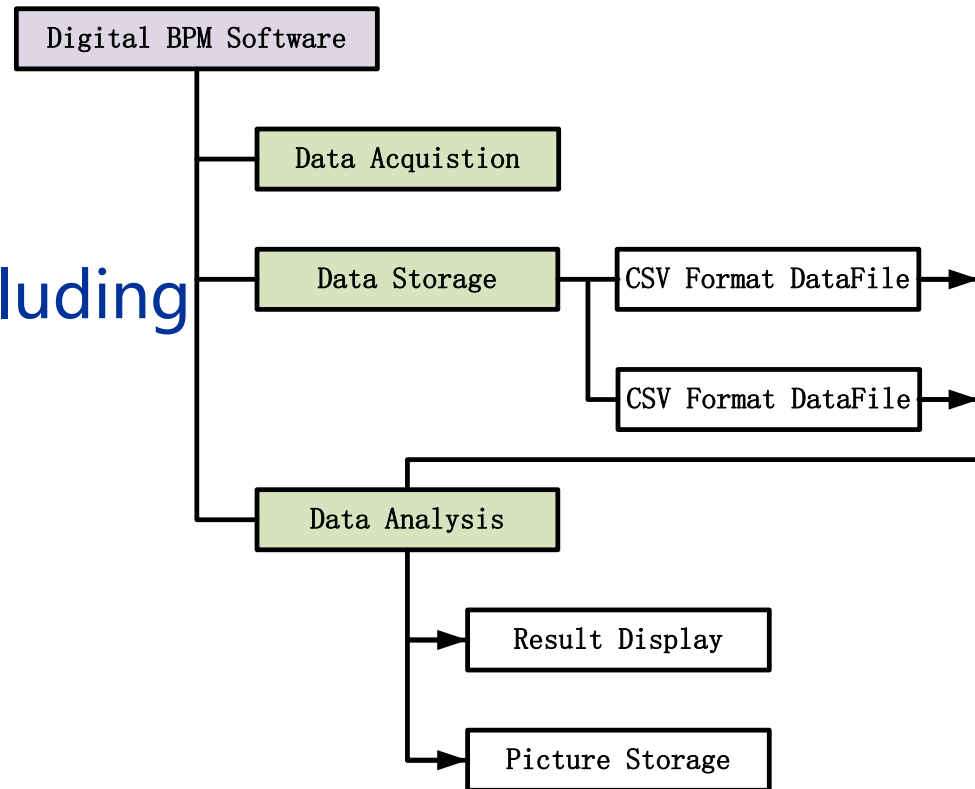 Digital BPM Software
Data Acquistion
Data Storage
CSV Format DataFile
luding
CSV Format DataFile
Data Analysis
Result Display
Picture Storage